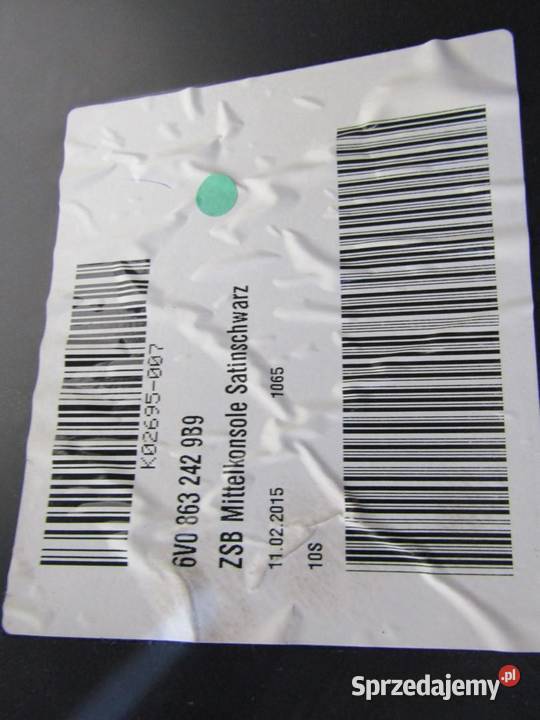 K02695-007
6V0 863 242 9B9
ZSB Mittelkonsole Satinschwarz
11.02.2015 1065
10S
Sprzedajemy.pl